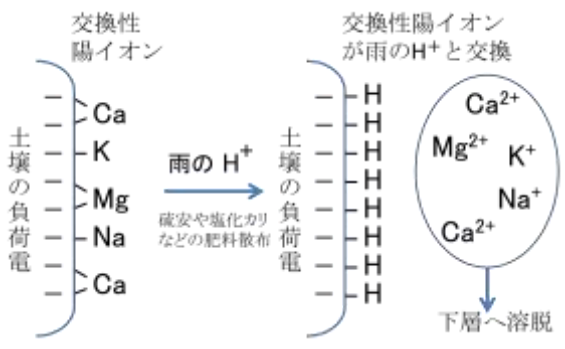 交換性
陽イオン
土壌の負荷電
Ca
K
Mg
Na
Ca
雨の H⁺
硫安や塩化カリ
などの肥料散布
交換性陽イオン
が雨のH⁺と交換
土壌の負荷電
H
H
H
H
H
H
H
H
Ca²⁺
Mg²⁺
K⁺
Na⁺
Ca²⁺
下層へ溶脱